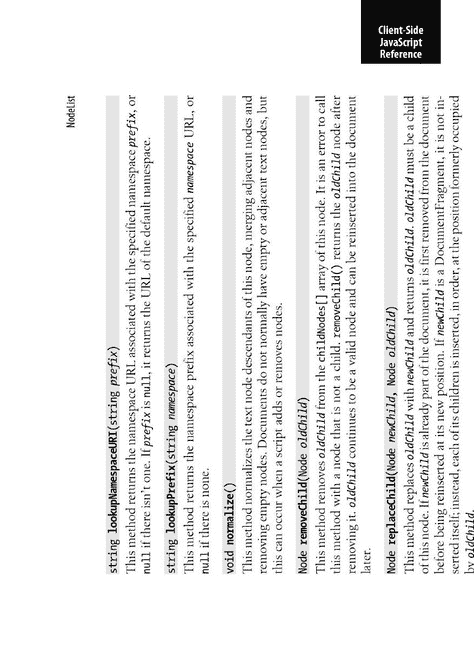 Client-Side
JavaScript
Reference
NodeList
string lookupNamespaceURI(string prefix)
This method returns the namespace URL associated with the specified namespace prefix, or
null if there isn't one. If prefix is null, it returns the URL of the default namespace.
string lookupPrefix(string namespace)
This method returns the namespace prefix associated with the specified namespace URL, or
null if there is none.
void normalize()
This method normalizes the text node descendants of this node, merging adjacent nodes and
removing empty nodes. Documents do not normally have empty or adjacent text nodes, but
this can occur when a script adds or removes nodes.
Node removeChild(Node oldChild)
This method removes oldChild from the childNodes[] array of this node. It is an error to call
this method with a node that is not a child. removeChild() returns the oldChild node after
removing it. oldChild continues to be a valid node and can be reinserted into the document
later.
Node replaceChild(Node newChild, Node oldChild)
This method replaces oldChild with newChild and returns oldChild. oldChild must be a child
of this node. If newChild is already part of the document, it is first removed from the document
before being reinserted at its new position. If newChild is a DocumentFragment, it is not in-
serted itself; instead, each of its children is inserted, in order, at the position formerly occupied
by oldChild.